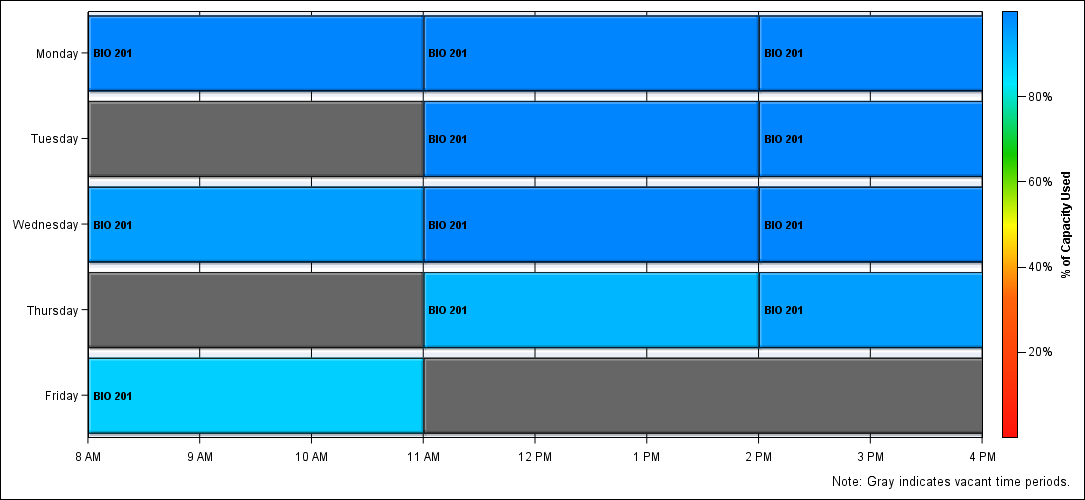 Monday
BIO 201 BIO 201 BIO 201
Tuesday
BIO 201 BIO 201
Wednesday
BIO 201 BIO 201 BIO 201
Thursday
BIO 201 BIO 201
Friday
BIO 201
8 AM 9 AM 10 AM 11 AM 12 PM 1 PM 2 PM 3 PM 4 PM
80%
60%
40%
20%
% of Capacity Used
Note: Gray indicates vacant time periods.